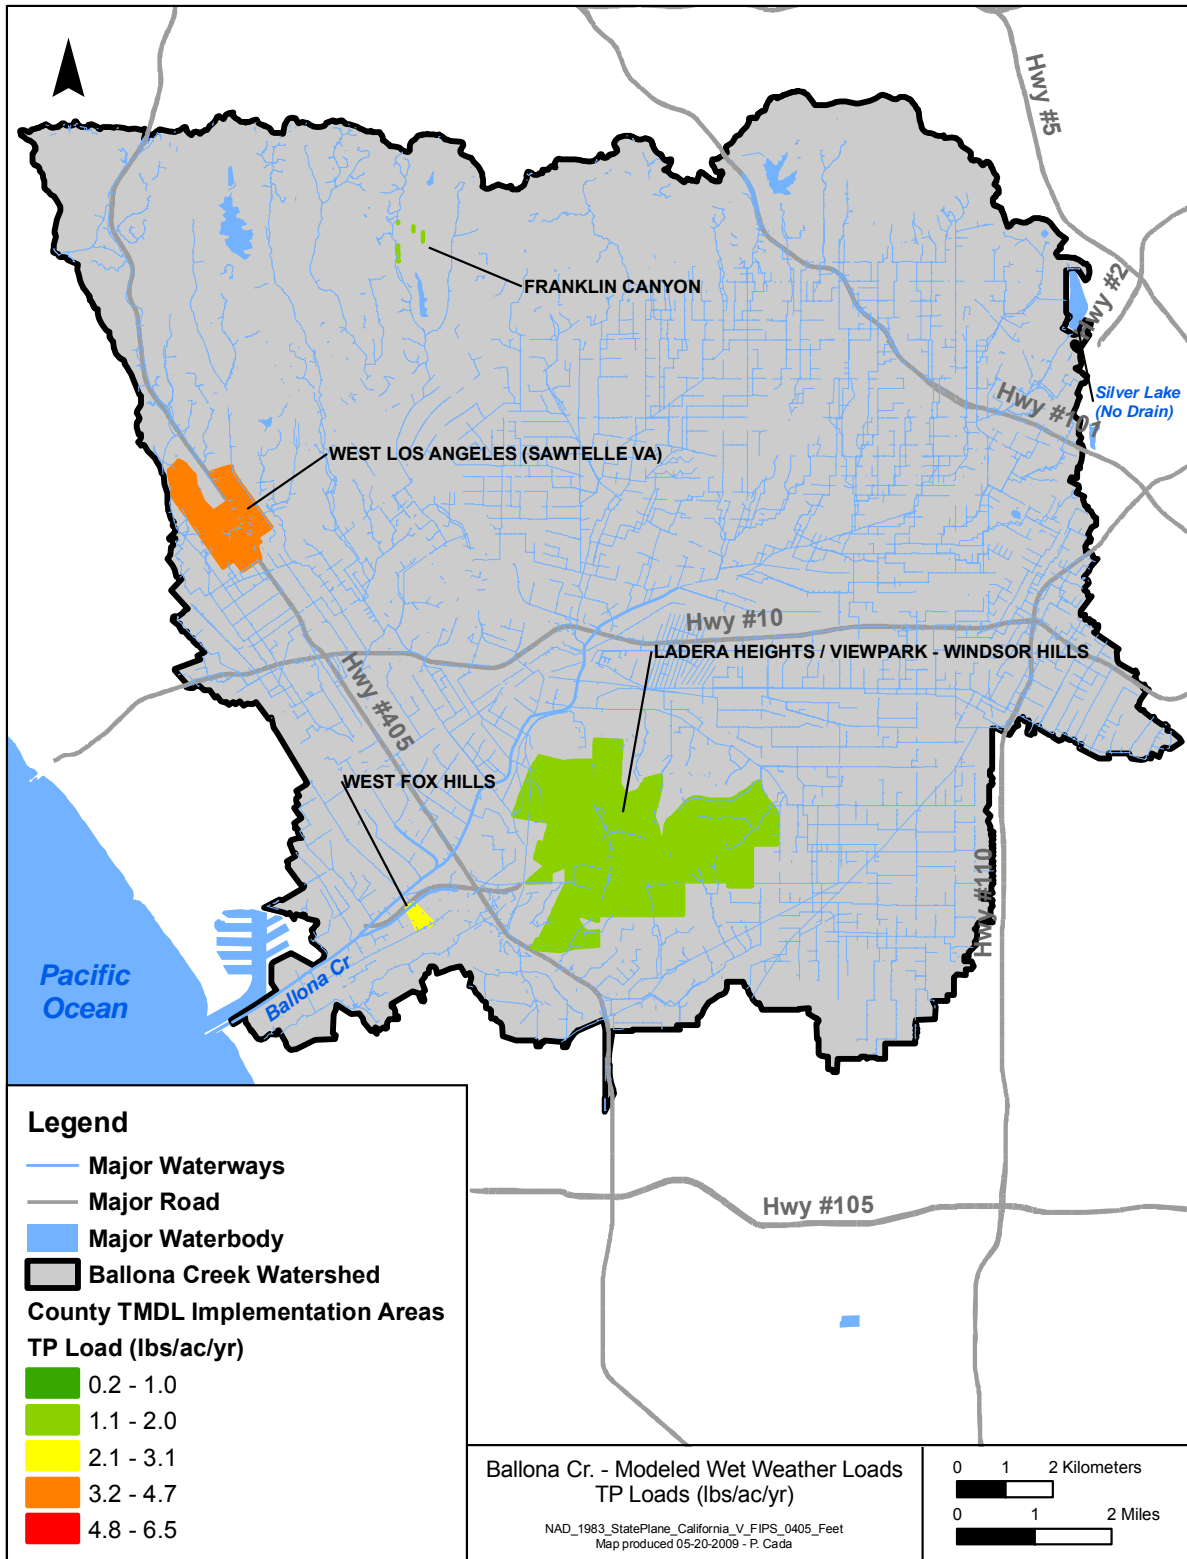 Hwy #5
Hwy #2
FRANKLIN CANYON
Silver Lake
(No Drain)
Hwy #101
WEST LOS ANGELES (SAWTELLE VA)
Hwy #10
LADERA HEIGHTS / VIEWPARK - WINDSOR HILLS
Hwy #405
WEST FOX HILLS
Hwy #110
Pacific
Ocean
Ballona Cr
Legend
Major Waterways
Major Road
Major Waterbody
Ballona Creek Watershed
County TMDL Implementation Areas
TP Load (lbs/ac/yr)
0.2 - 1.0
1.1 - 2.0
2.1 - 3.1
3.2 - 4.7
4.8 - 6.5
Hwy #105
Ballona Cr. - Modeled Wet Weather Loads
TP Loads (lbs/ac/yr)
NAD_1983_StatePlane_California_V_FIPS_0405_Feet
Map produced 05-20-2009 - P. Cada
0 1 2 Kilometers
0 1 2 Miles